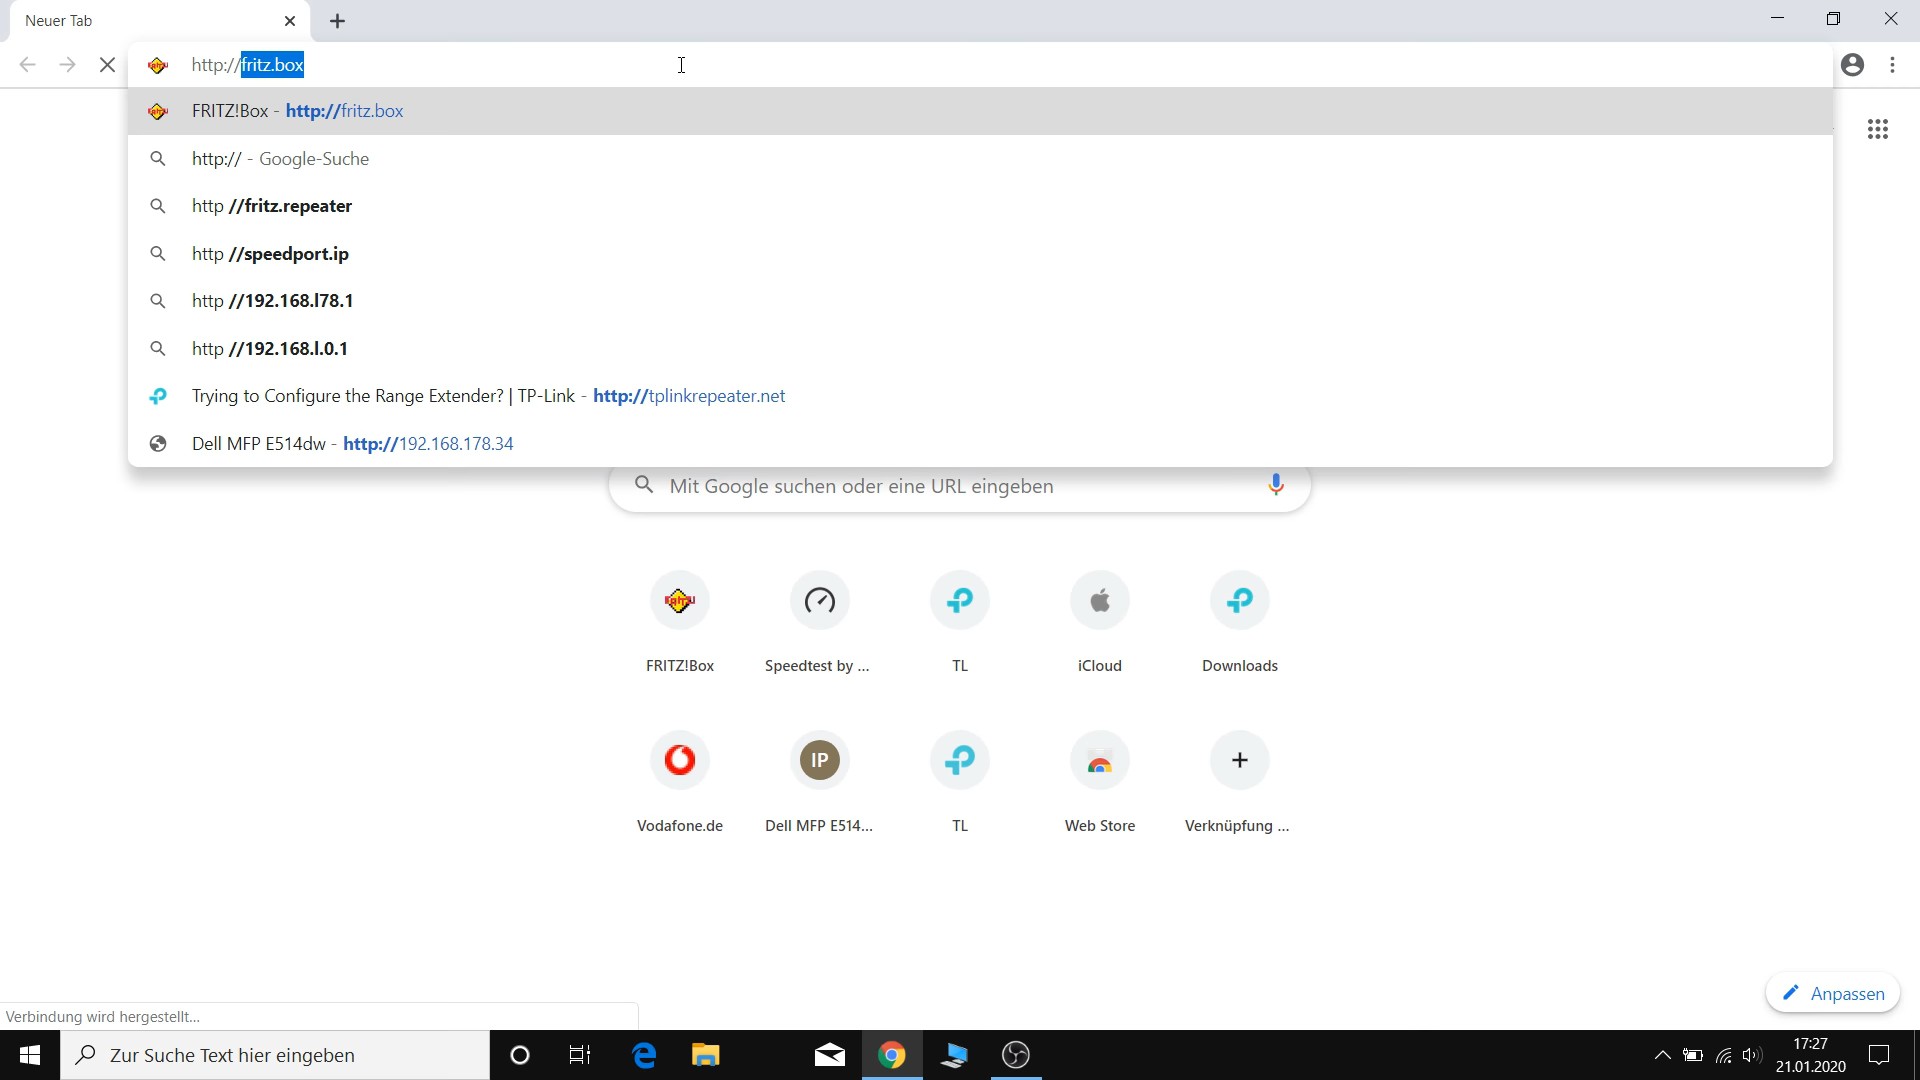 Neuer Tab
http://fritz.box
FRITZ!Box - http://fritz.box
http:// - Google-Suche
http //fritz.repeater
http //speedport.ip
http //192.168.l78.1
http //192.168.l.0.1
Trying to Configure the Range Extender? | TP-Link - http://tplinkrepeater.net
Dell MFP E514dw - http://192.168.178.34
Mit Google suchen oder eine URL eingeben
FRITZ!Box
Speedtest by ...
TL
iCloud
Downloads
IP
Vodafone.de
Dell MFP E514...
TL
Web Store
Verknüpfung ...
Anpassen
Verbindung wird hergestellt...
Zur Suche Text hier eingeben
17:27
21.01.2020